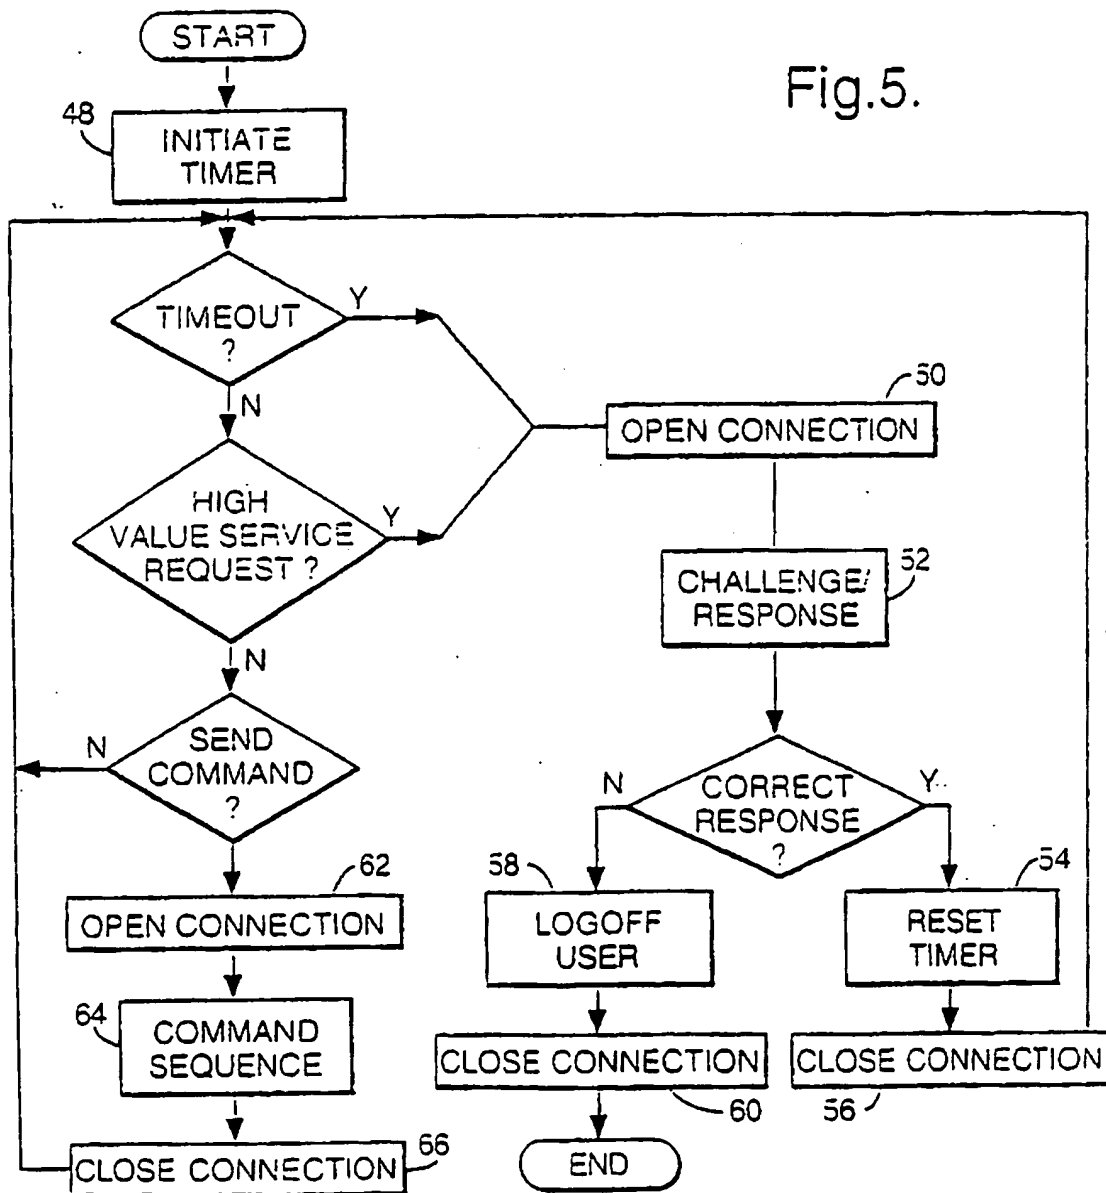 START
Fig.5.
48
INITIATE
TIMER
TIMEOUT
?
Y
N
50
OPEN CONNECTION
HIGH
VALUE SERVICE
REQUEST ?
Y
N
52
CHALLENGE/
RESPONSE
SEND
COMMAND
?
N
CORRECT
RESPONSE
?
N
Y
62
OPEN CONNECTION
58
LOGOFF
USER
54
RESET
TIMER
64
COMMAND
SEQUENCE
CLOSE CONNECTION
60
CLOSE CONNECTION
56
CLOSE CONNECTION
66
END